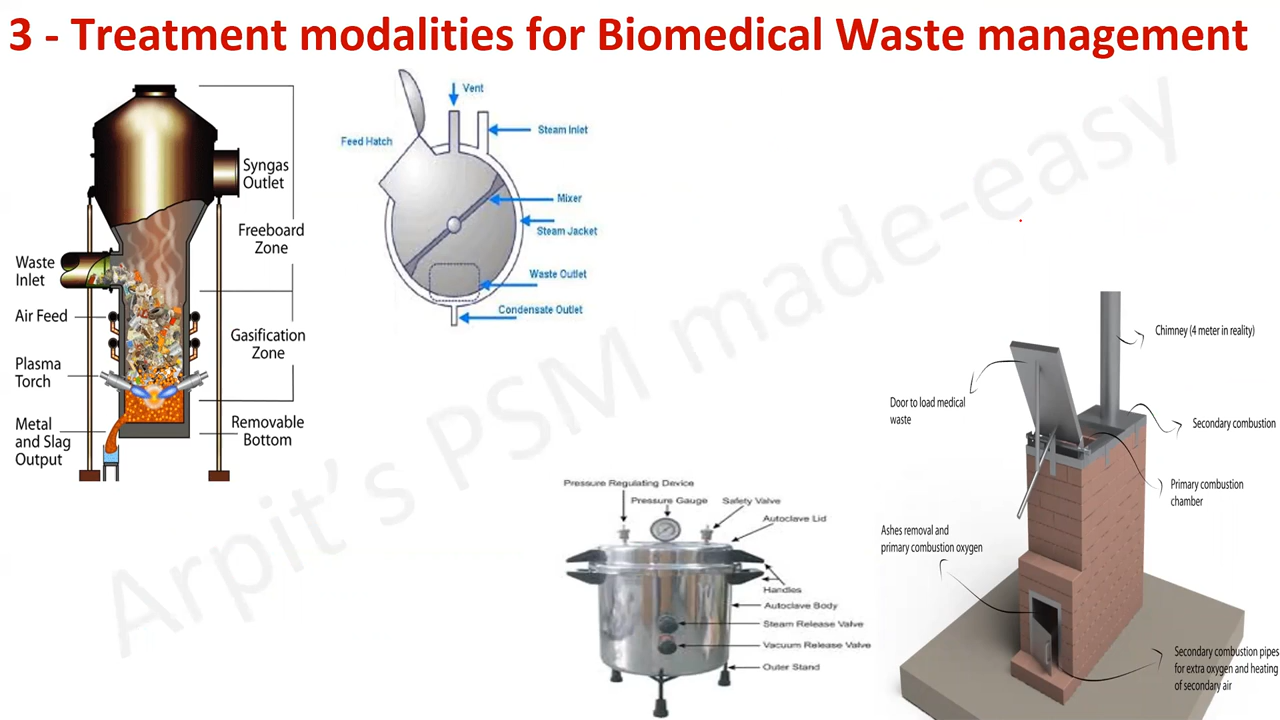 3 - Treatment modalities for Biomedical Waste management
Syngas
Outlet
Freeboard
Zone
Waste
Inlet
Air Feed
Gasification
Zone
Plasma
Torch
Metal
and Slag
Output
Removable
Bottom
Vent
Steam Inlet
Feed Hatch
Mixer
Steam Jacket
Waste Outlet
Condensate Outlet
Pressure Regulating Device
Pressure Gauge
Safety Valve
Autoclave Lid
Handles
Autoclave Body
Steam Release Valve
Vacuum Release Valve
Outer Stand
Chimney (4 meter in reality)
Door to load medical
waste
Secondary combustion
Primary combustion
chamber
Ashes removal and
primary combustion oxygen
Secondary combustion pipes
for extra oxygen and heating
of secondary air
Arpit's PSM made-easy